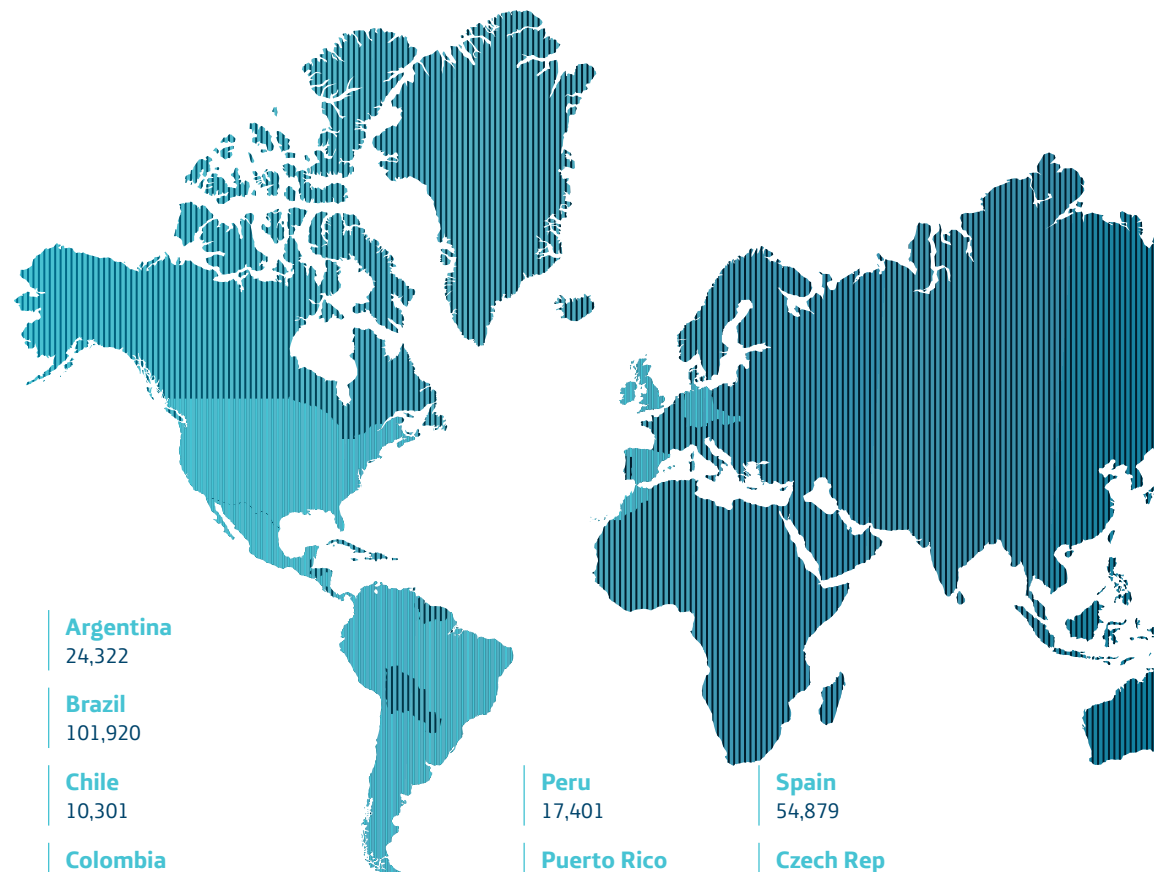 Argentina
24,322
Brazil
101,920
Chile
10,301
Colombia
Peru
17,401
Puerto Rico
Spain
54,879
Czech Rep